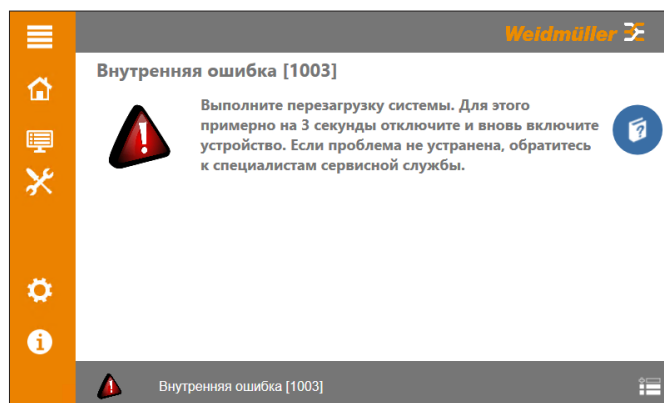 Weidmüller
Внутренняя ошибка [1003]
Выполните перезагрузку системы. Для этого
примерно на 3 секунды отключите и вновь включите
устройство. Если проблема не устранена, обратитесь
к специалистам сервисной службы.
Внутренняя ошибка [1003]